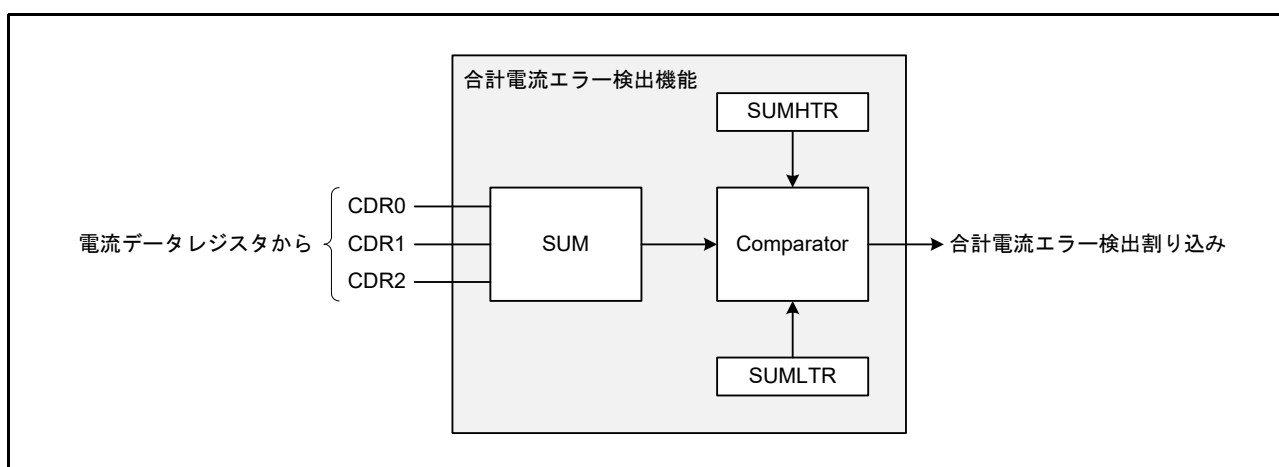 合計電流エラー検出機能
SUMHTR
電流データレジスタから
CDR0
CDR1
CDR2
SUM
Comparator
合計電流エラー検出割り込み
SUMLTR